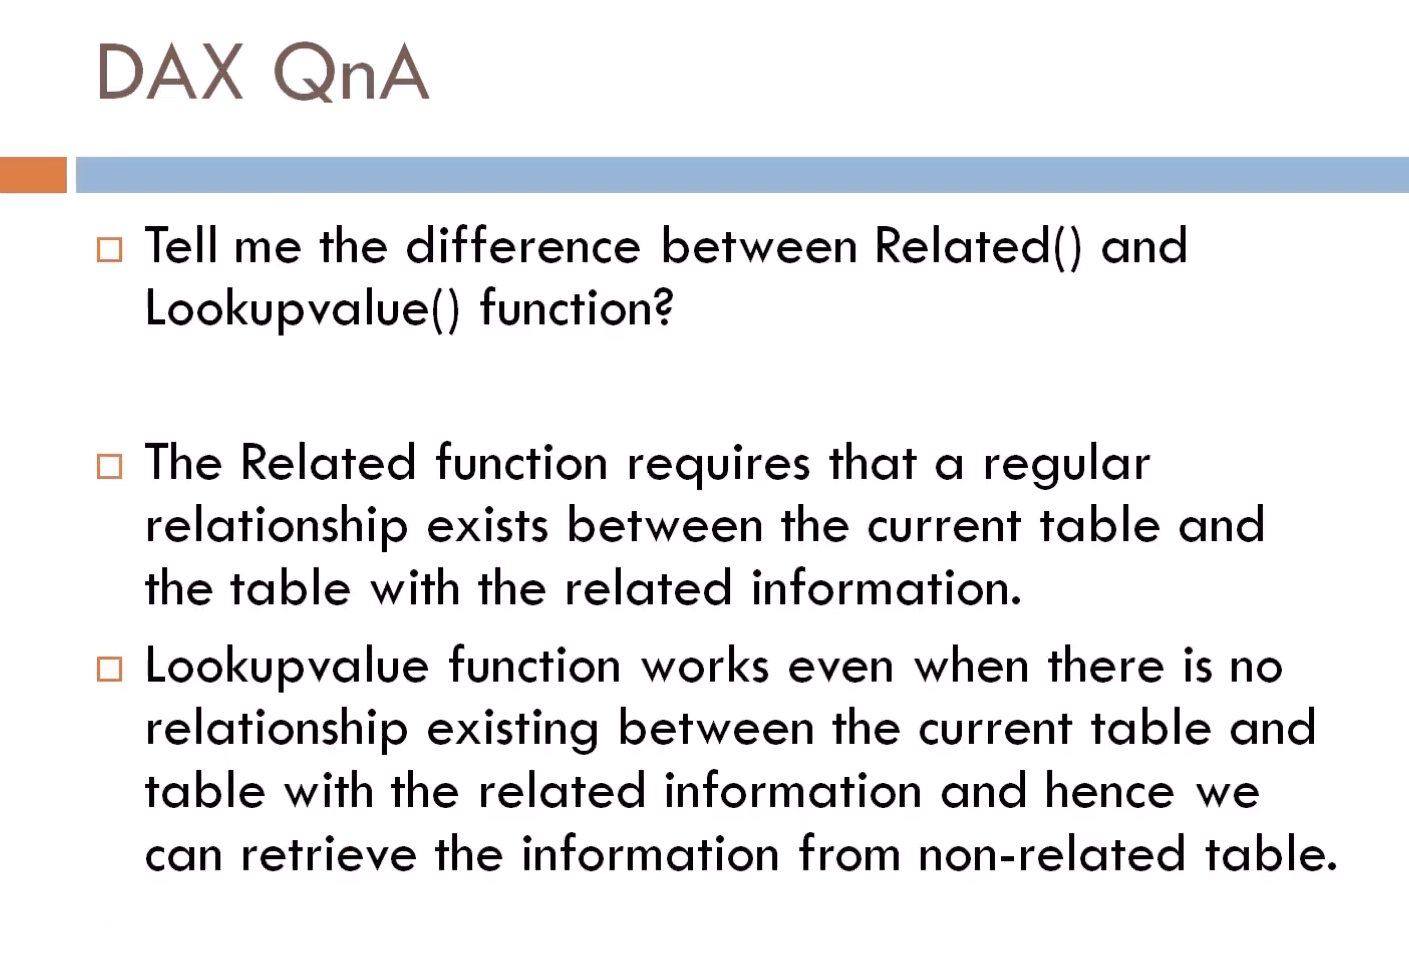 DAX QnA
Tell me the difference between Related() and
Lookupvalue() function?
The Related function requires that a regular
relationship exists between the current table and
the table with the related information.
Lookupvalue function works even when there is no
relationship existing between the current table and
table with the related information and hence we
can retrieve the information from non-related table.